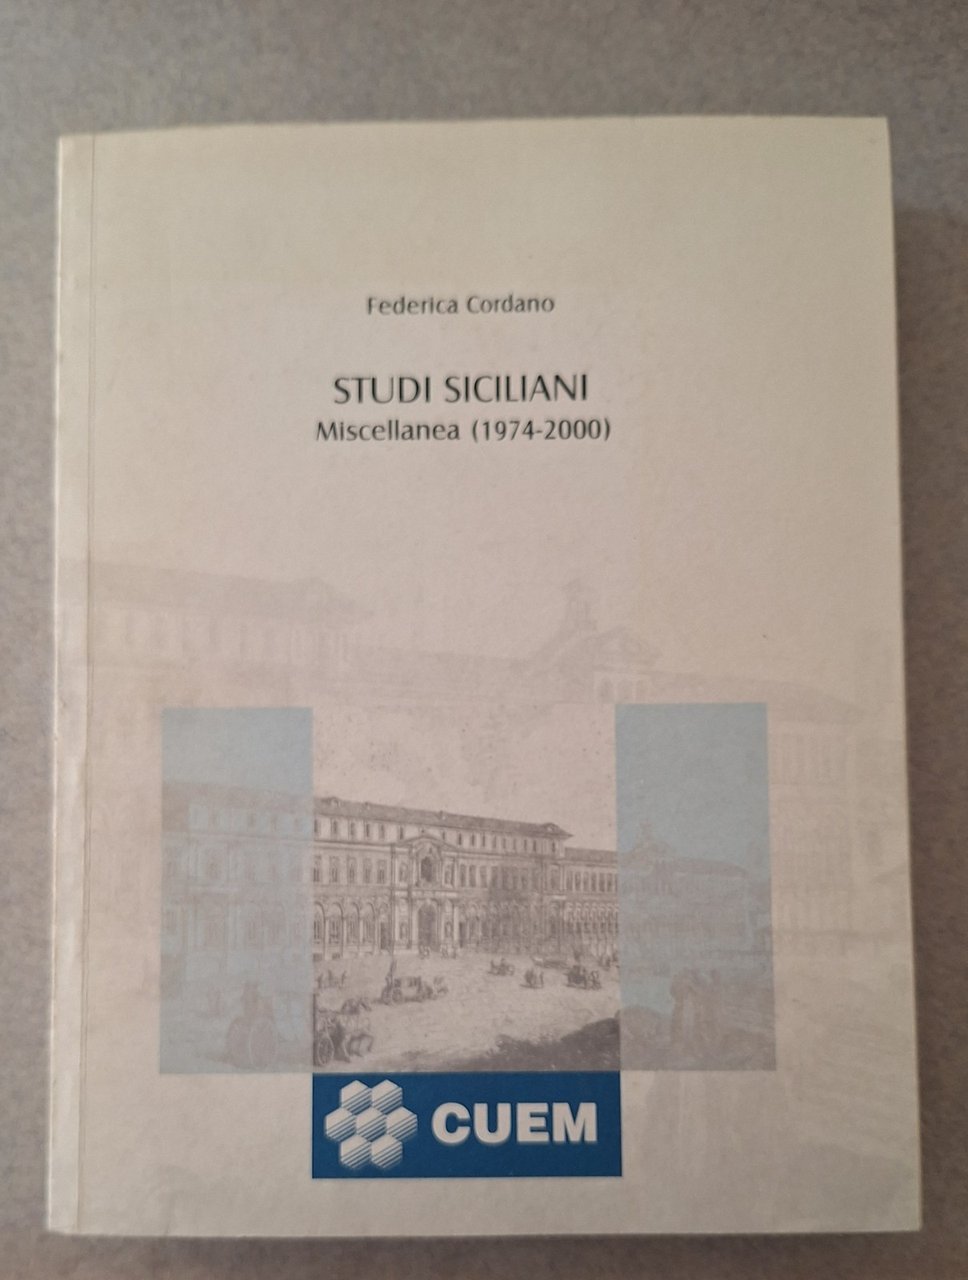 Federica Cordano
STUDI SICILIANI
Miscellanea (1974-2000)
CUEM